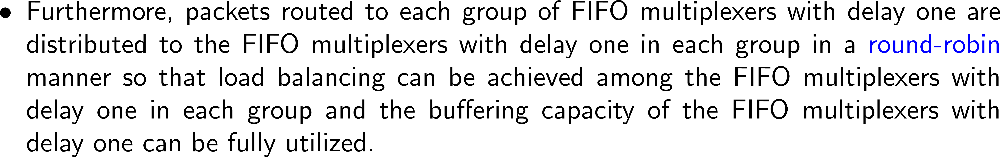 • Furthermore, packets routed to each group of FIFO multiplexers with delay one are
distributed to the FIFO multiplexers with delay one in each group in a round-robin
manner so that load balancing can be achieved among the FIFO multiplexers with
delay one in each group and the buffering capacity of the FIFO multiplexers with
delay one can be fully utilized.